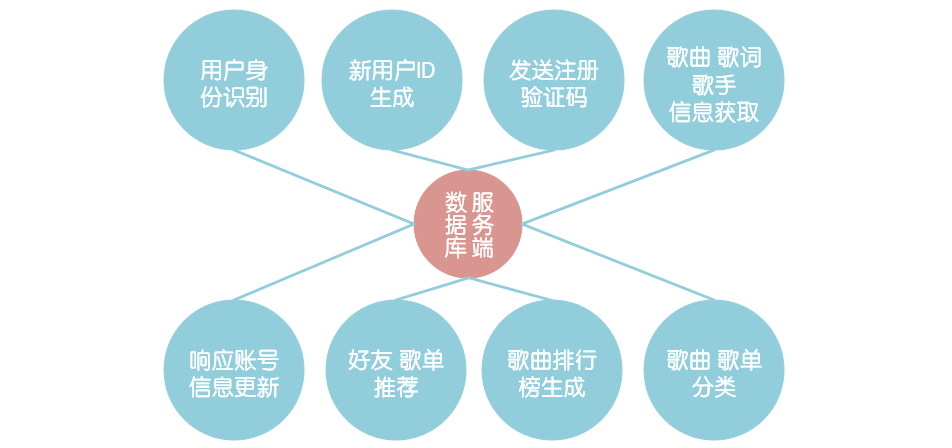 用户身
份识别
新用户ID
生成
发送注册
验证码
歌曲 歌词
歌手
信息获取
数 服
据 务
库 端
响应账号
信息更新
好友 歌单
推荐
歌曲排行
榜生成
歌曲 歌单
分类